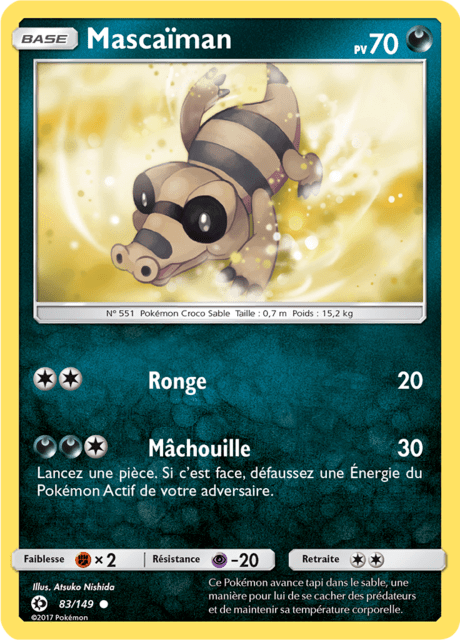 BASE Mascaïman PV 70
N° 551 Pokémon Croco Sable Taille : 0,7 m Poids : 15,2 kg
Ronge 20
Mâchouille 30
Lancez une pièce. Si c'est face, défaussez une Énergie du
Pokémon Actif de votre adversaire.
Faiblesse ×2 Résistance -20 Retraite
Illus. Atsuko Nishida
83/149
©2017 Pokémon
Ce Pokémon avance tapi dans le sable, une
manière pour lui de se cacher des prédateurs
et de maintenir sa température corporelle.